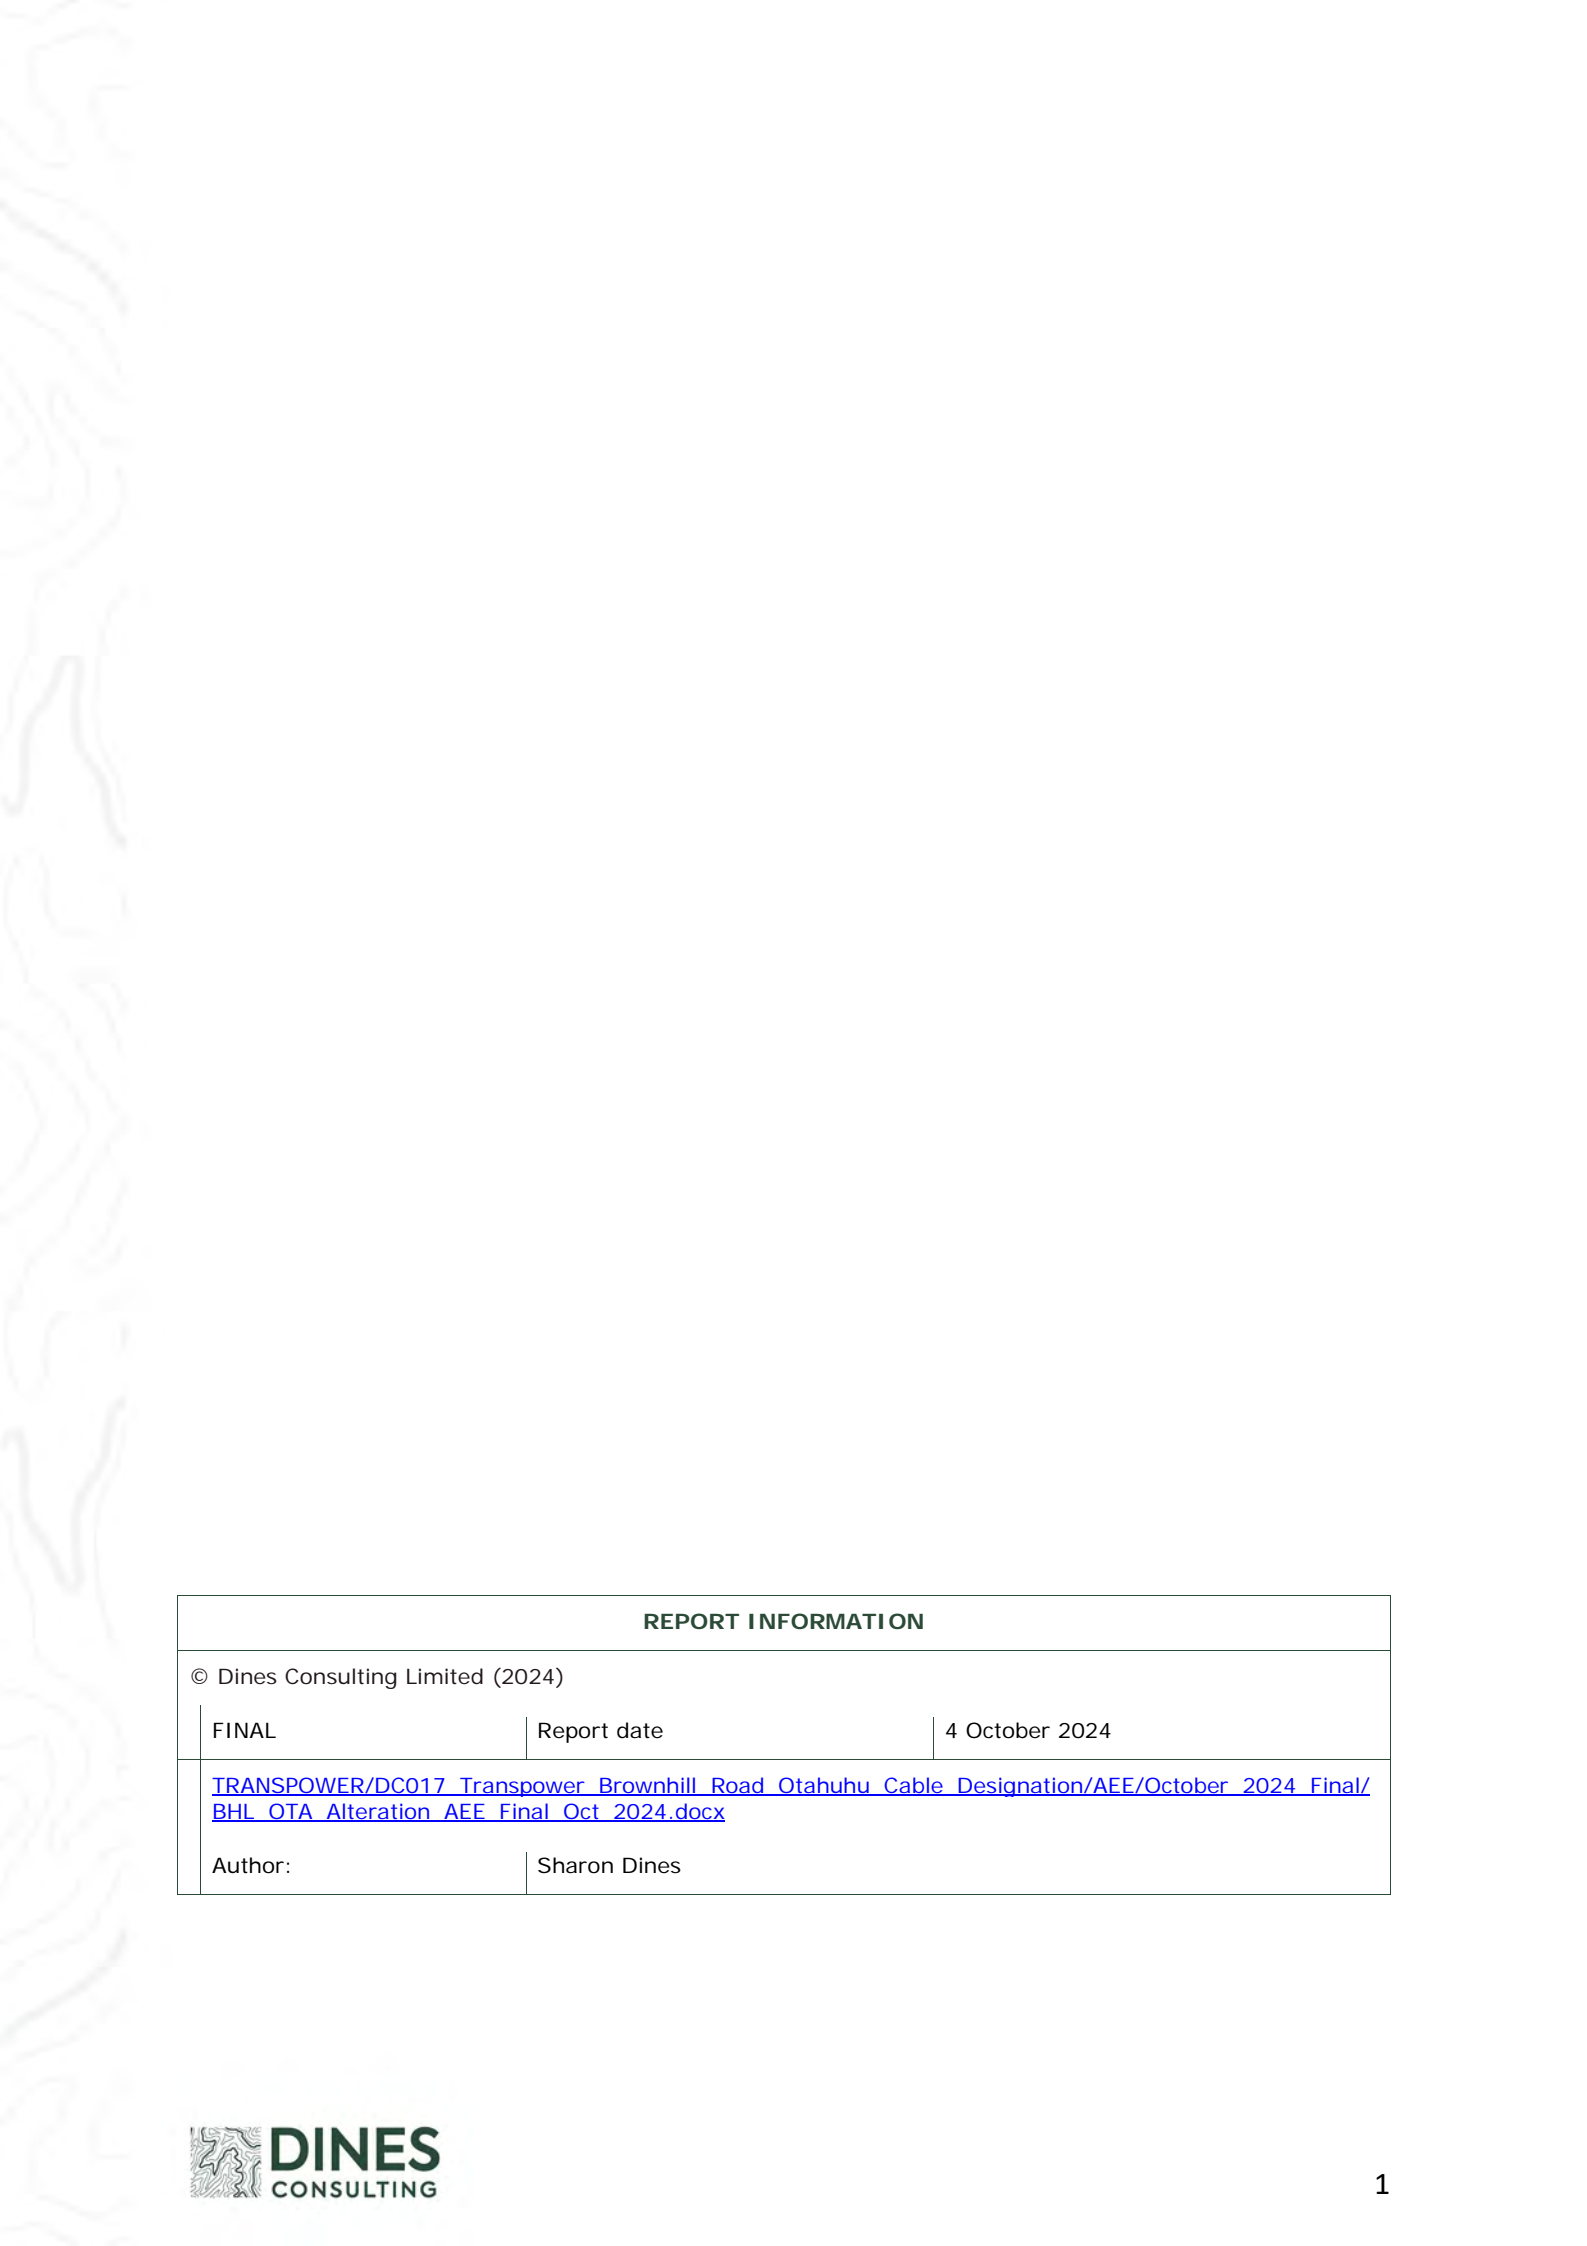 REPORT INFORMATION
© Dines Consulting Limited (2024)
FINAL Report date 4 October 2024
TRANSPOWER/DC017_Transpower_Brownhill_Road_Otahuhu_Cable_Designation/AEE/October_2024_Final/
BHL_OTA_Alteration_AEE_Final_Oct_2024.docx
Author: Sharon Dines
DINES
CONSULTING
1